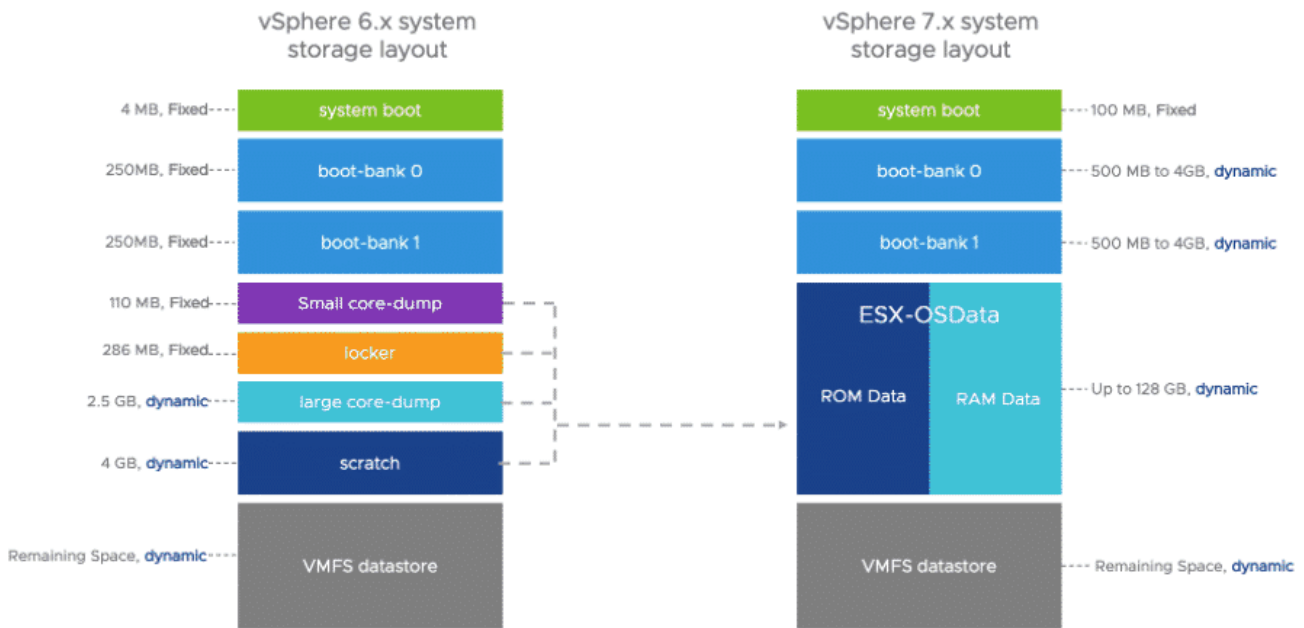 vSphere 6.x system
storage layout
4 MB, Fixed
system boot
250MB, Fixed
boot-bank 0
250MB, Fixed
boot-bank 1
110 MB, Fixed
Small core-dump
286 MB, Fixed
locker
2.5 GB, dynamic
large core-dump
4 GB, dynamic
scratch
Remaining Space, dynamic
VMFS datastore
vSphere 7.x system
storage layout
system boot
100 MB, Fixed
boot-bank 0
500 MB to 4GB, dynamic
boot-bank 1
500 MB to 4GB, dynamic
ESX-OSData
ROM Data
RAM Data
Up to 128 GB, dynamic
VMFS datastore
Remaining Space, dynamic